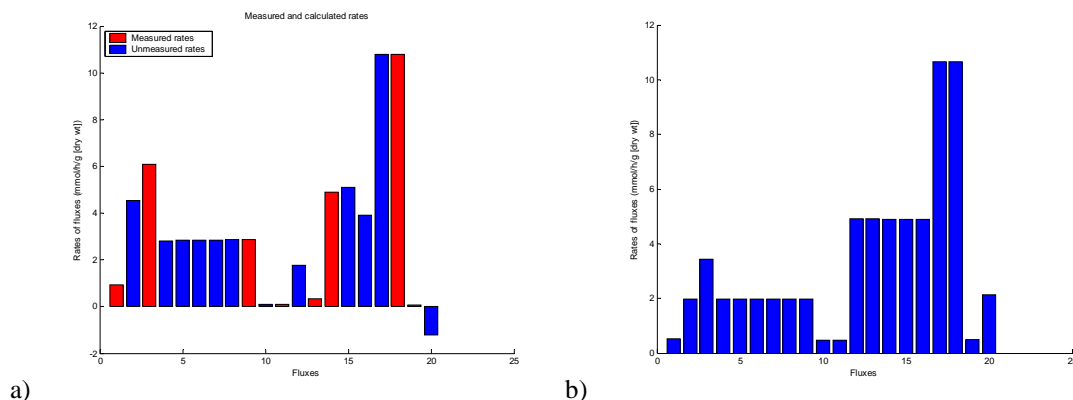 Measured and calculated rates
12
10
8
6
4
2
0
-2
Rates of fluxes (mmol/h/g [dry wt])
Measured rates
Unmeasured rates
0 5 10 15 20 25
Fluxes
a)
12
10
8
6
4
2
0
Rates of fluxes (mmol/h/g [dry wt])
0 5 10 15 20 2
Fluxes
b)